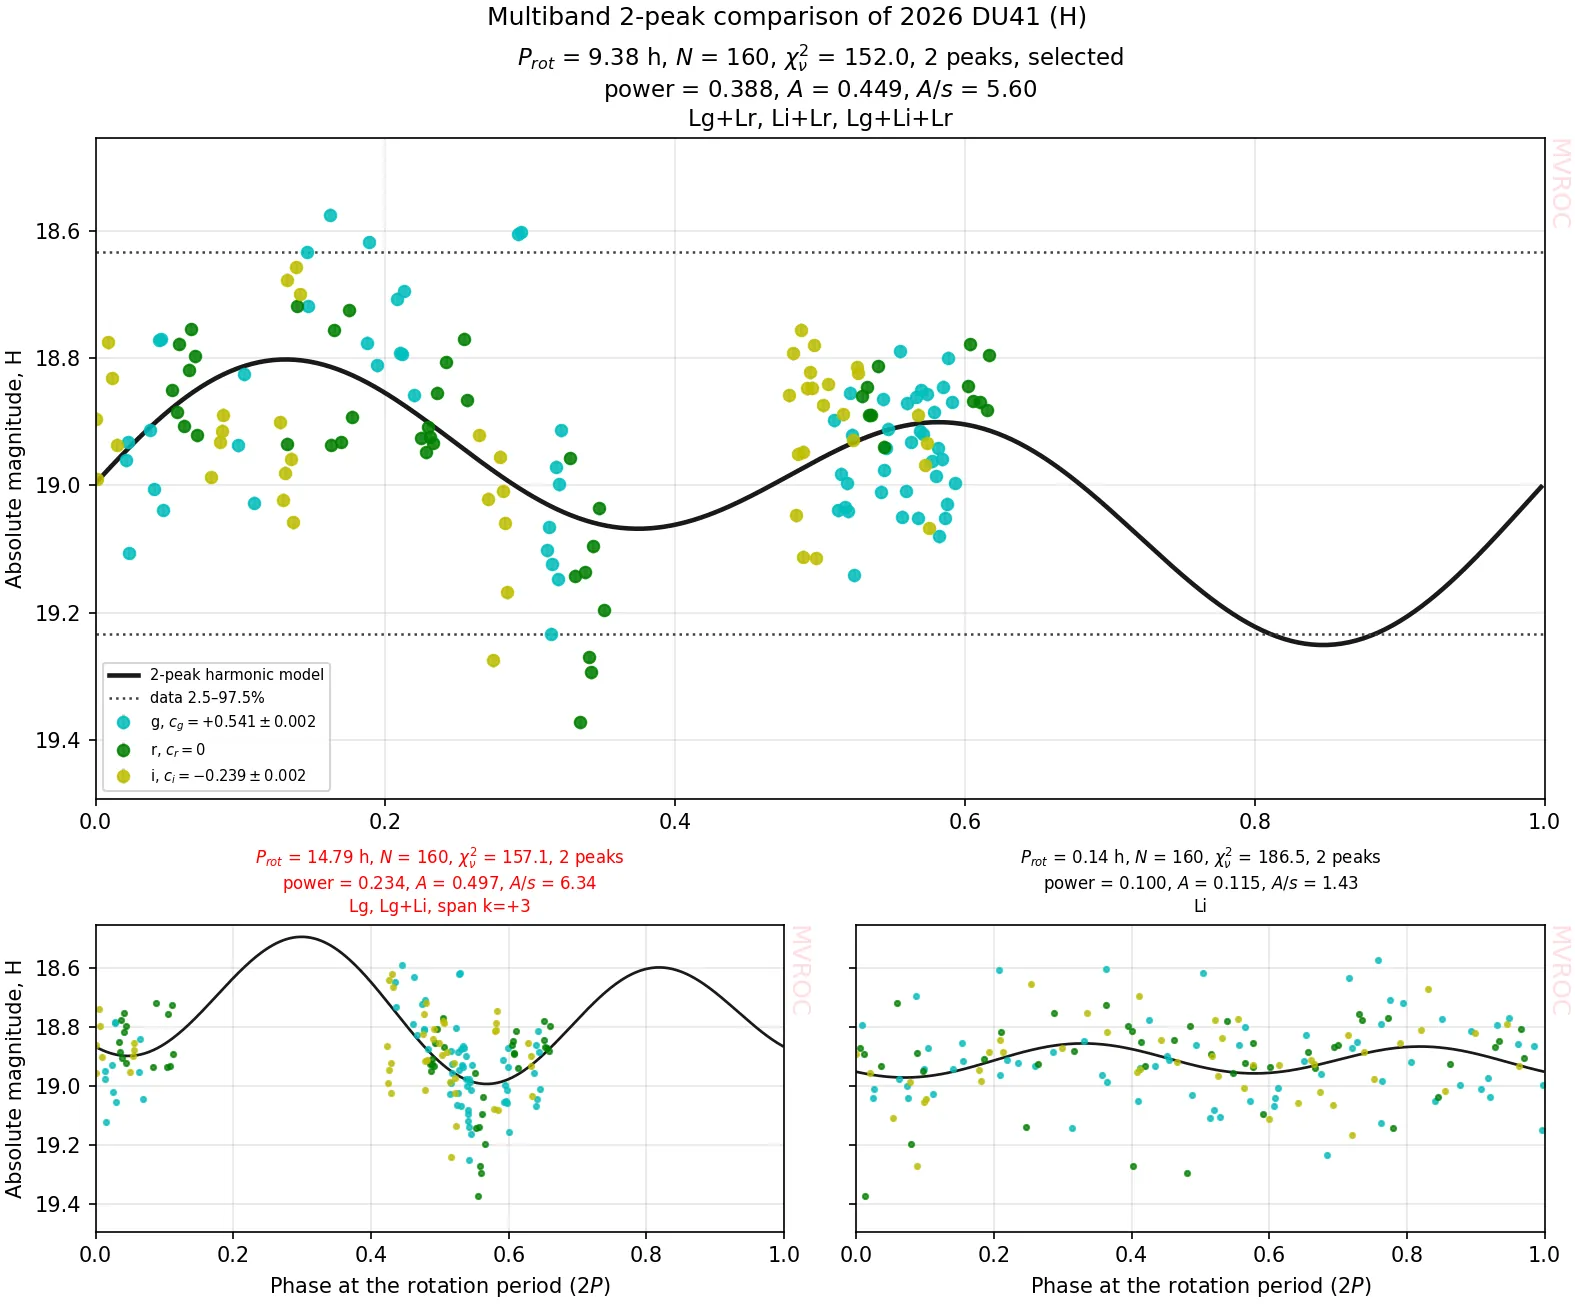 Multiband 2-peak comparison of 2026 DU41 (H)
P_rot = 9.38 h, N = 160, χ²_ν = 152.0, 2 peaks, selected
power = 0.388, A = 0.449, A/s = 5.60
Lg+Lr, Li+Lr, Lg+Li+Lr
MVROC
Absolute magnitude, H
18.6
18.8
19.0
19.2
19.4
2-peak harmonic model
data 2.5–97.5%
g, c_g = +0.541 ± 0.002
r, c_r = 0
i, c_i = −0.239 ± 0.002
0.0 0.2 0.4 0.6 0.8 1.0
P_rot = 14.79 h, N = 160, χ²_ν = 157.1, 2 peaks
power = 0.234, A = 0.497, A/s = 6.34
Lg, Lg+Li, span k=+3
MVROC
Absolute magnitude, H
18.6
18.8
19.0
19.2
19.4
0.0 0.2 0.4 0.6 0.8 1.0
Phase at the rotation period (2P)
P_rot = 0.14 h, N = 160, χ²_ν = 186.5, 2 peaks
power = 0.100, A = 0.115, A/s = 1.43
Li
MVROC
0.0 0.2 0.4 0.6 0.8 1.0
Phase at the rotation period (2P)